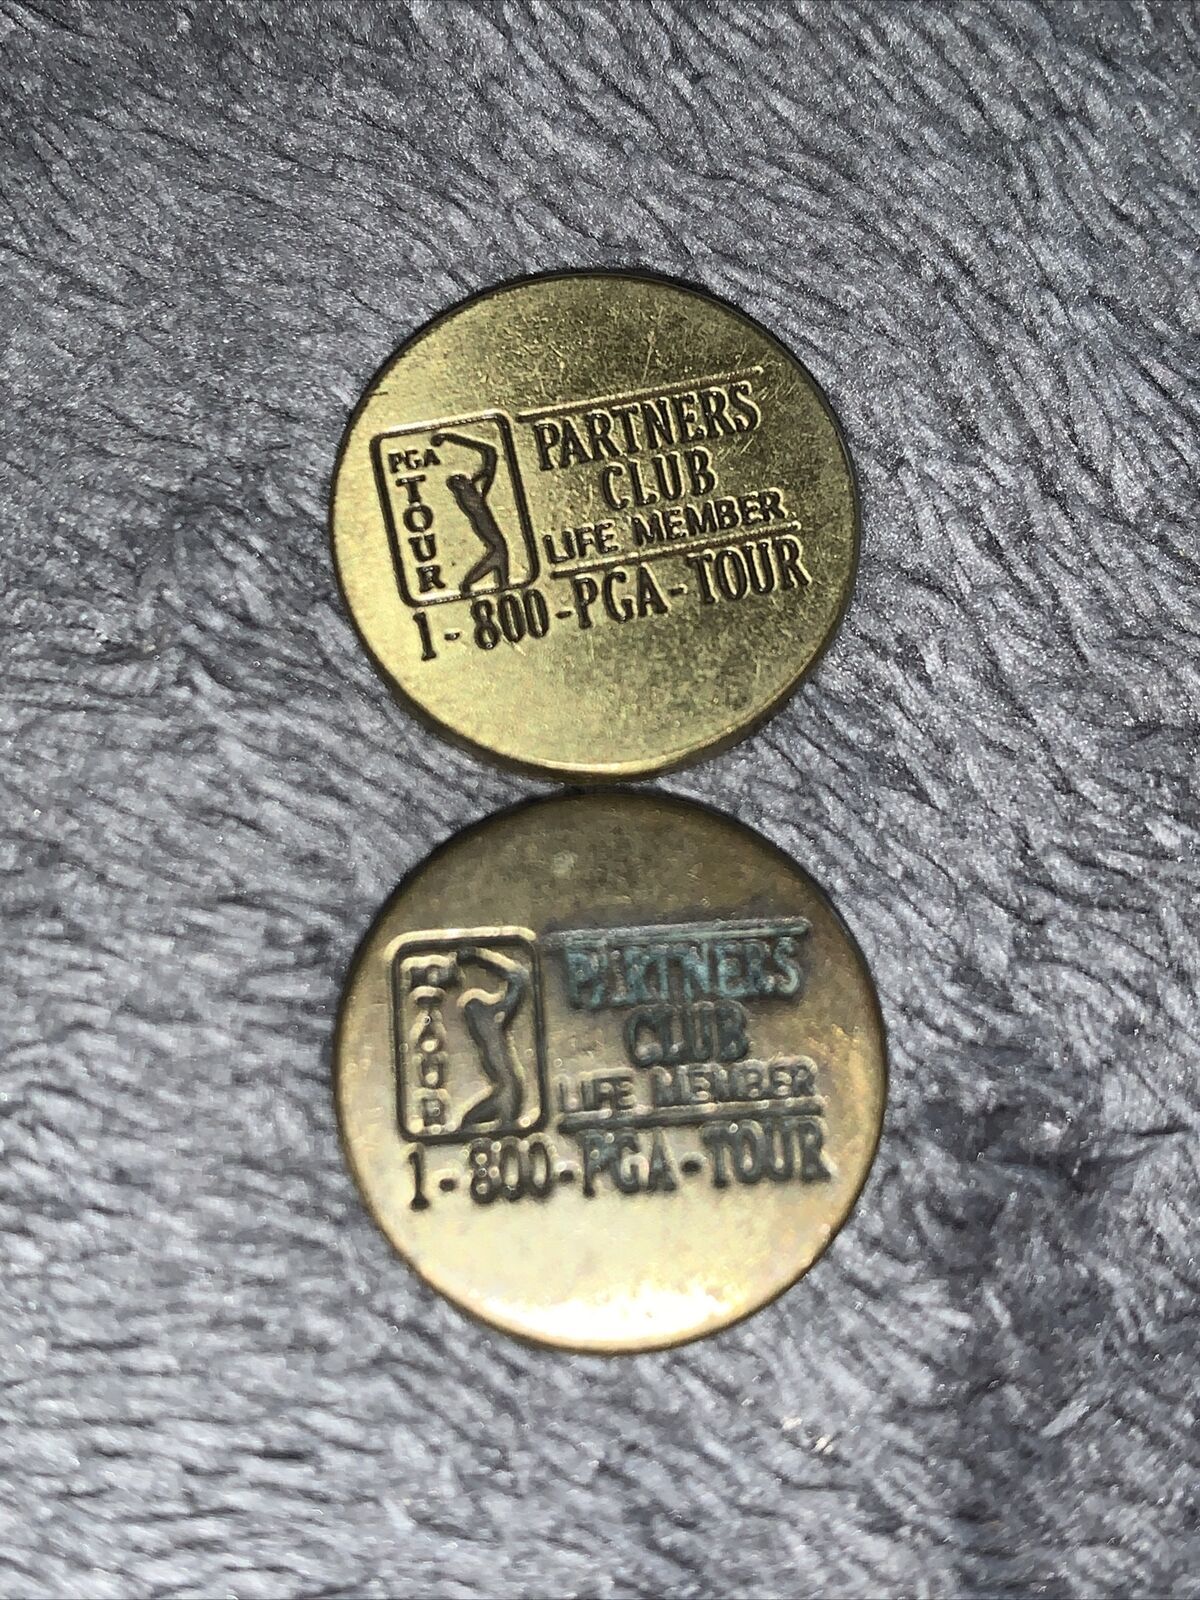 PGA
TOUR
PARTNERS
CLUB
LIFE MEMBER
1-800-PGA-TOUR
TOUR
PARTNERS
CLUB
LIFE MEMBER
1-800-PGA-TOUR